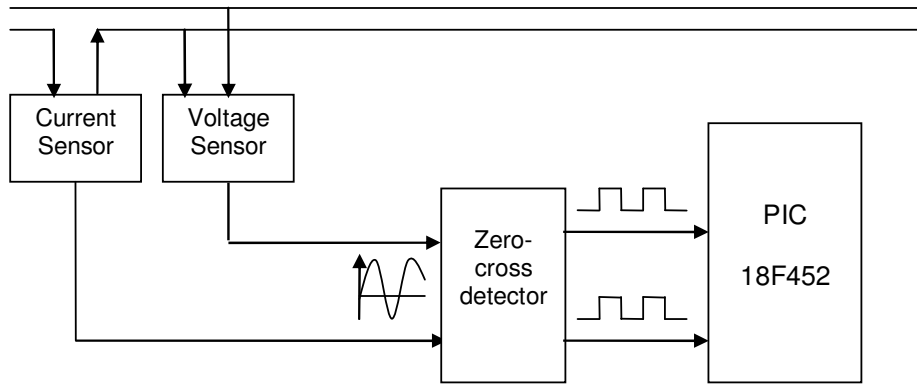 Current
Sensor
Voltage
Sensor
Zero-
cross
detector
PIC
18F452